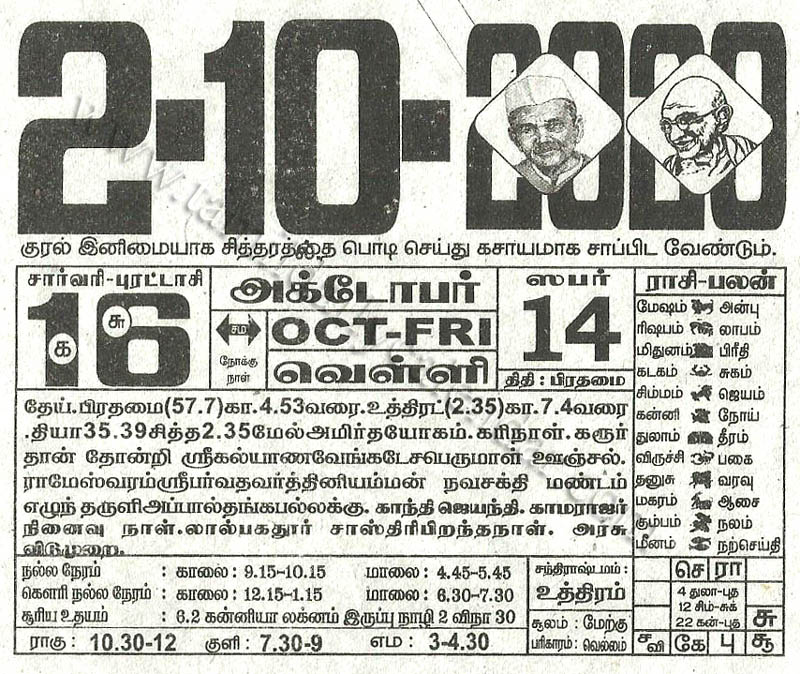 2-10-2020
குரல் இனிமையாக சித்தரத்தை பொடி செய்து கசாயமாக சாப்பிட வேண்டும்.
சார்வரி-புரட்டாசி
16
க சு
அக்டோபர்
சம நோக்கு நாள்
OCT-FRI
வெள்ளி
ஸபர்
14
திதி : பிரதமை
ராசி-பலன்
மேஷம் அன்பு
ரிஷபம் லாபம்
மிதுனம் பிரீதி
கடகம் சுகம்
சிம்மம் ஜெயம்
கன்னி நோய்
துலாம் தீரம்
விருச்சி பகை
தனுசு வரவு
மகரம் ஆசை
கும்பம் நலம்
மீனம் நற்செய்தி
தேய்.பிரதமை(57.7)கா.4.53வரை.உத்திரட்(2.35)கா.7.4வரை
.தியா35.39சித்த2.35மேல்அமிர்தயோகம்.கரிநாள்.கரூர்
தான் தோன்றி ஸ்ரீகல்யாணவேங்கடேசபெருமாள் ஊஞ்சல்.
ராமேஸ்வரம்ஸ்ரீபர்வதவர்த்தினியம்மன் நவசக்தி மண்டம்
எழுந் தருளிஅப்பால்தங்கபல்லக்கு. காந்தி ஜெயந்தி. காமராஜர்
நினைவு நாள்.லால்பகதூர் சாஸ்திரிபிறந்தநாள். அரசு
விடுமுறை.
நல்ல நேரம் : காலை : 9.15-10.15 மாலை : 4.45-5.45
கௌரி நல்ல நேரம் : காலை : 12.15-1.15 மாலை : 6.30-7.30
சூரிய உதயம் : 6.2 கன்னியா லக்னம் இருப்பு நாழி 2 விநா 30
ராகு : 10.30-12 குளி : 7.30-9 எம : 3-4.30
சந்திராஷ்டமம் :
உத்திரம்
சூலம் : மேற்கு
பரிகாரம் : வெல்லம்
செ ரா
4 துலா-புத
12 சிம்-சுக்
22 கன்-புத
சு
சவி கே பு சூ